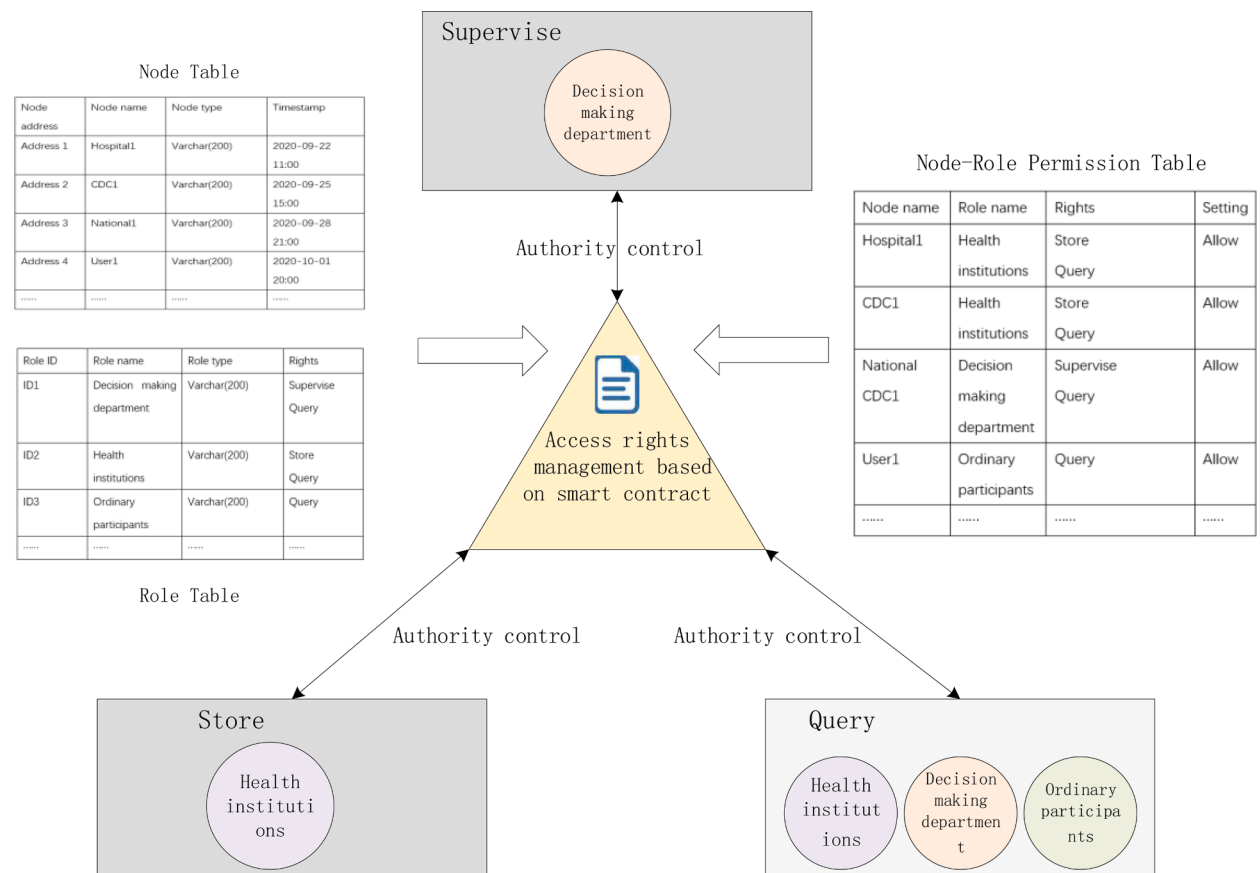 Supervise
Decision
making
department
Node Table
Node Node name Node type Timestamp
address
Address 1 Hospital1 Varchar(200) 2020-09-22
11:00
Address 2 CDC1 Varchar(200) 2020-09-25
15:00
Address 3 National1 Varchar(200) 2020-09-28
21:00
Address 4 User1 Varchar(200) 2020-10-01
20:00
...... ...... ...... ......
Authority control
Node-Role Permission Table
Node name Role name Rights Setting
Hospital1 Health Store Allow
institutions Query
CDC1 Health Store Allow
institutions Query
National Decision Supervise Allow
CDC1 making Query
department
User1 Ordinary Query Allow
participants
...... ...... ...... ......
Role ID Role name Role type Rights
ID1 Decision making Varchar(200) Supervise
department Query
ID2 Health Varchar(200) Store
institutions Query
ID3 Ordinary Varchar(200) Query
participants
...... ...... ...... ......
Role Table
Access rights
management based
on smart contract
Authority control
Authority control
Store
Health
instituti
ons
Query
Health
institut
ions
Decision
making
departmen
t
Ordinary
participa
nts